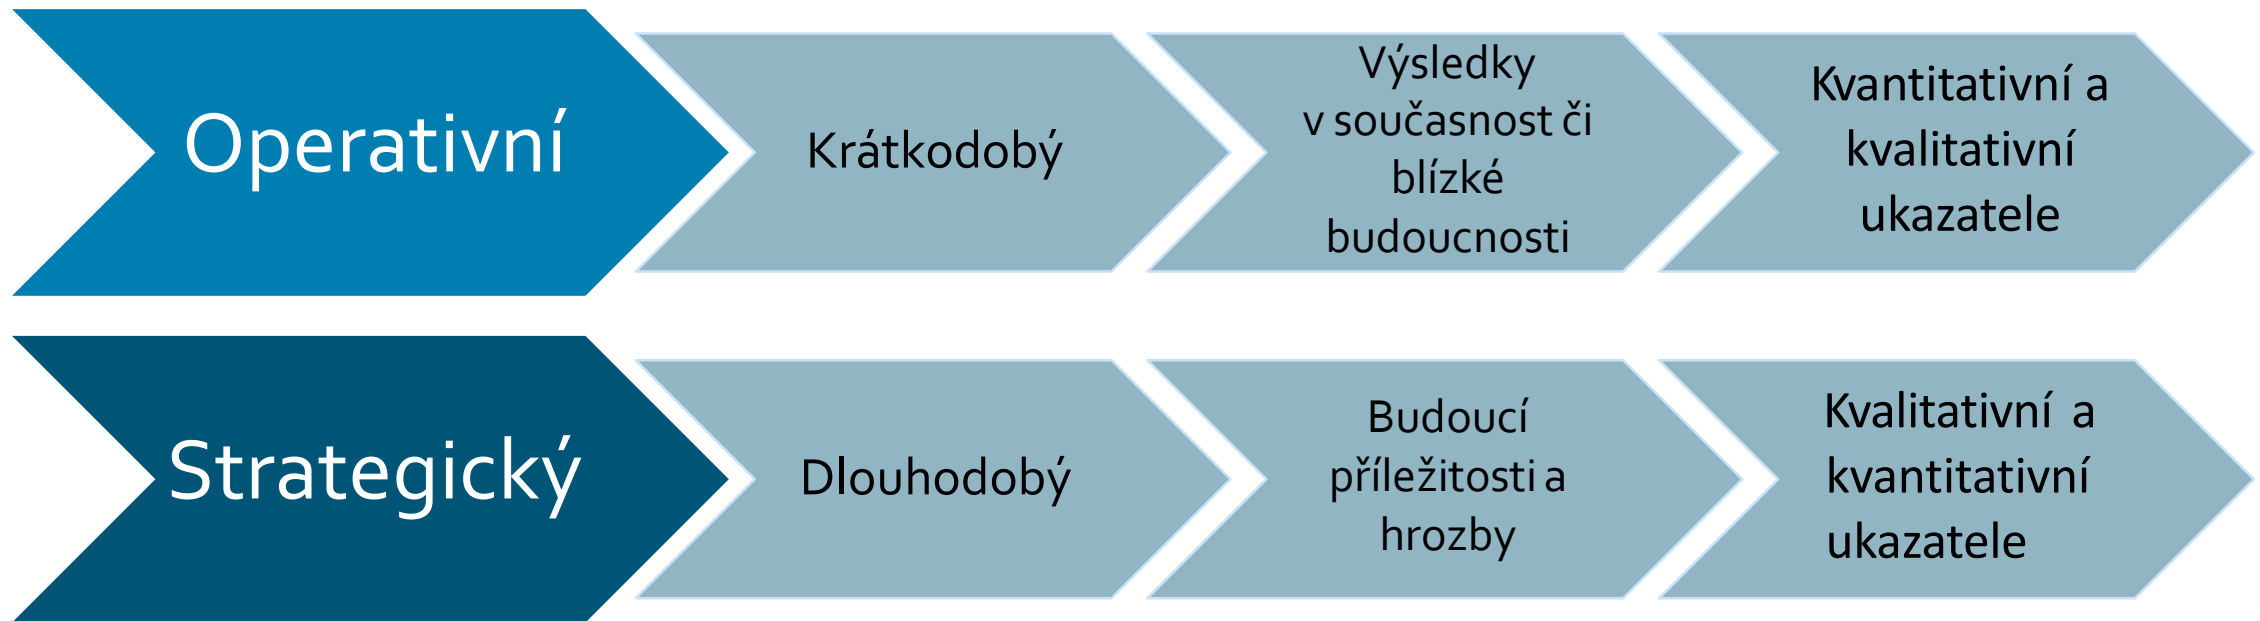 Operativní
Krátkodobý
Výsledky
v současnost či
blízké
budoucnosti
Kvantitativní a
kvalitativní
ukazatele
Strategický
Dlouhodobý
Budoucí
příležitosti a
hrozby
Kvalitativní a
kvantitativní
ukazatele